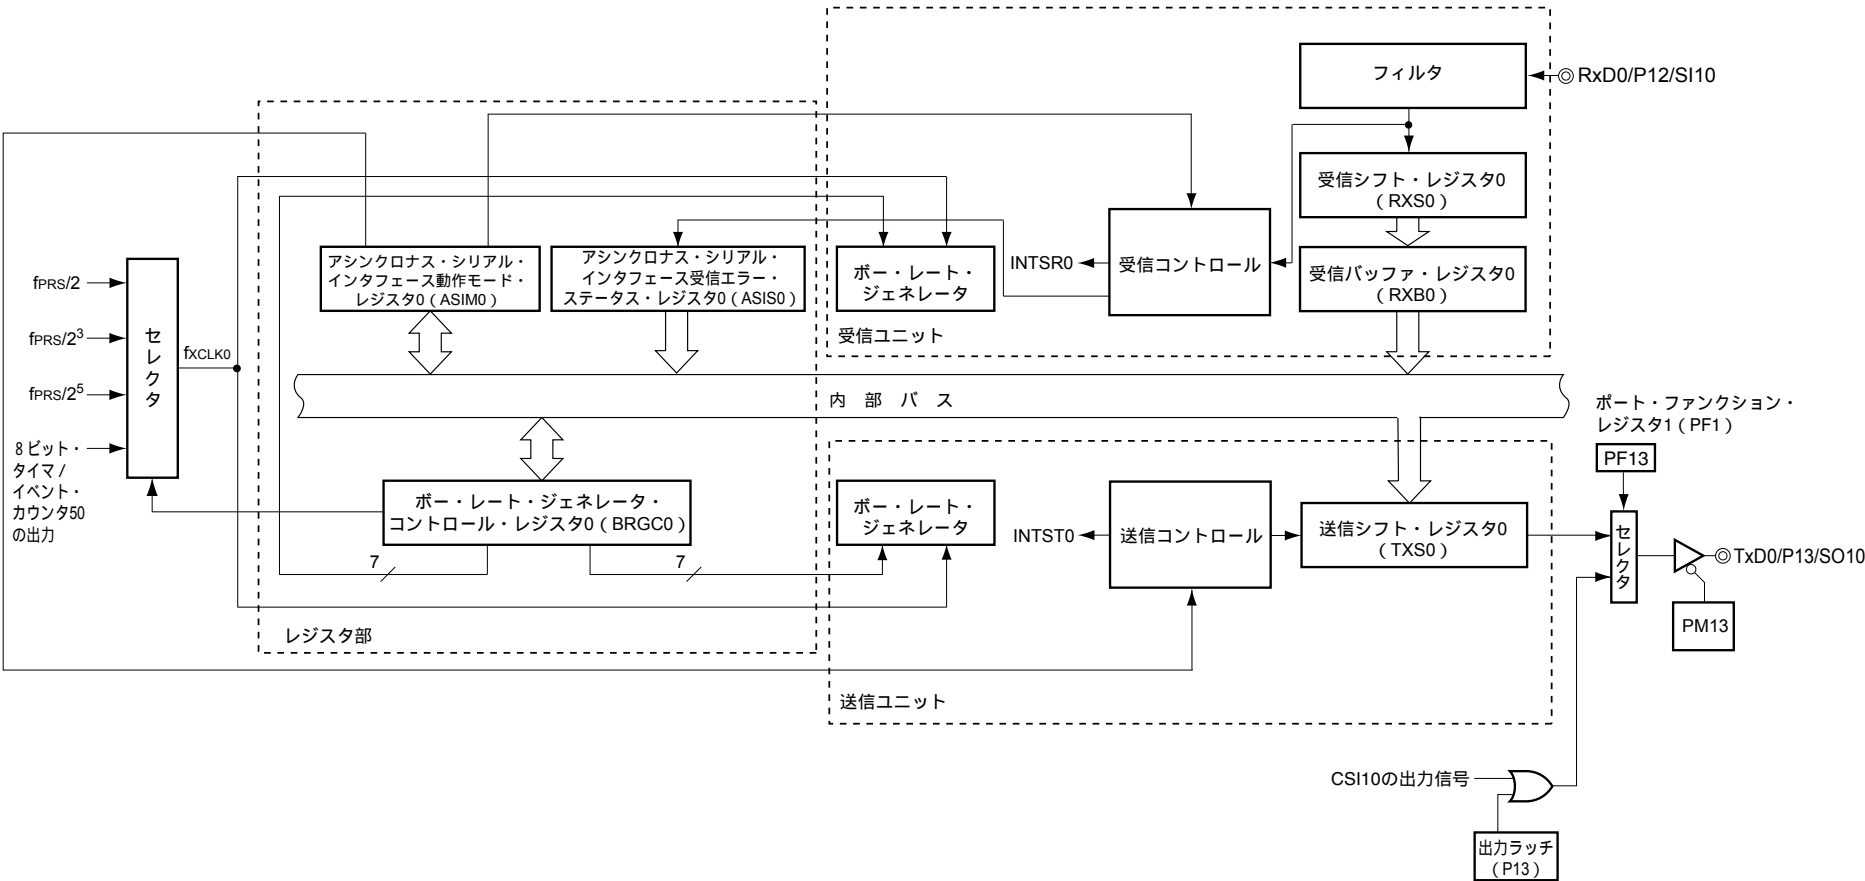 フィルタ
RxD0/P12/SI10
受信シフト・レジスタ0
（RXS0）
受信バッファ・レジスタ0
（RXB0）
受信コントロール
INTSR0
ボー・レート・
ジェネレータ
受信ユニット
アシンクロナス・シリアル・
インタフェース動作モード・
レジスタ0（ASIM0）
アシンクロナス・シリアル・
インタフェース受信エラー・
ステータス・レジスタ0（ASIS0）
fPRS/2
fPRS/2³
fPRS/2⁵
8 ビット・
タイマ /
イベント・
カウンタ50
の出力
セレクタ
fXCLK0
内 部 バ ス
ボー・レート・ジェネレータ・
コントロール・レジスタ0（BRGC0）
7
7
レジスタ部
ボー・レート・
ジェネレータ
INTST0
送信コントロール
送信シフト・レジスタ0
（TXS0）
送信ユニット
ポート・ファンクション・
レジスタ1（PF1）
PF13
セレクタ
TxD0/P13/SO10
PM13
CSI10の出力信号
出力ラッチ
（P13）